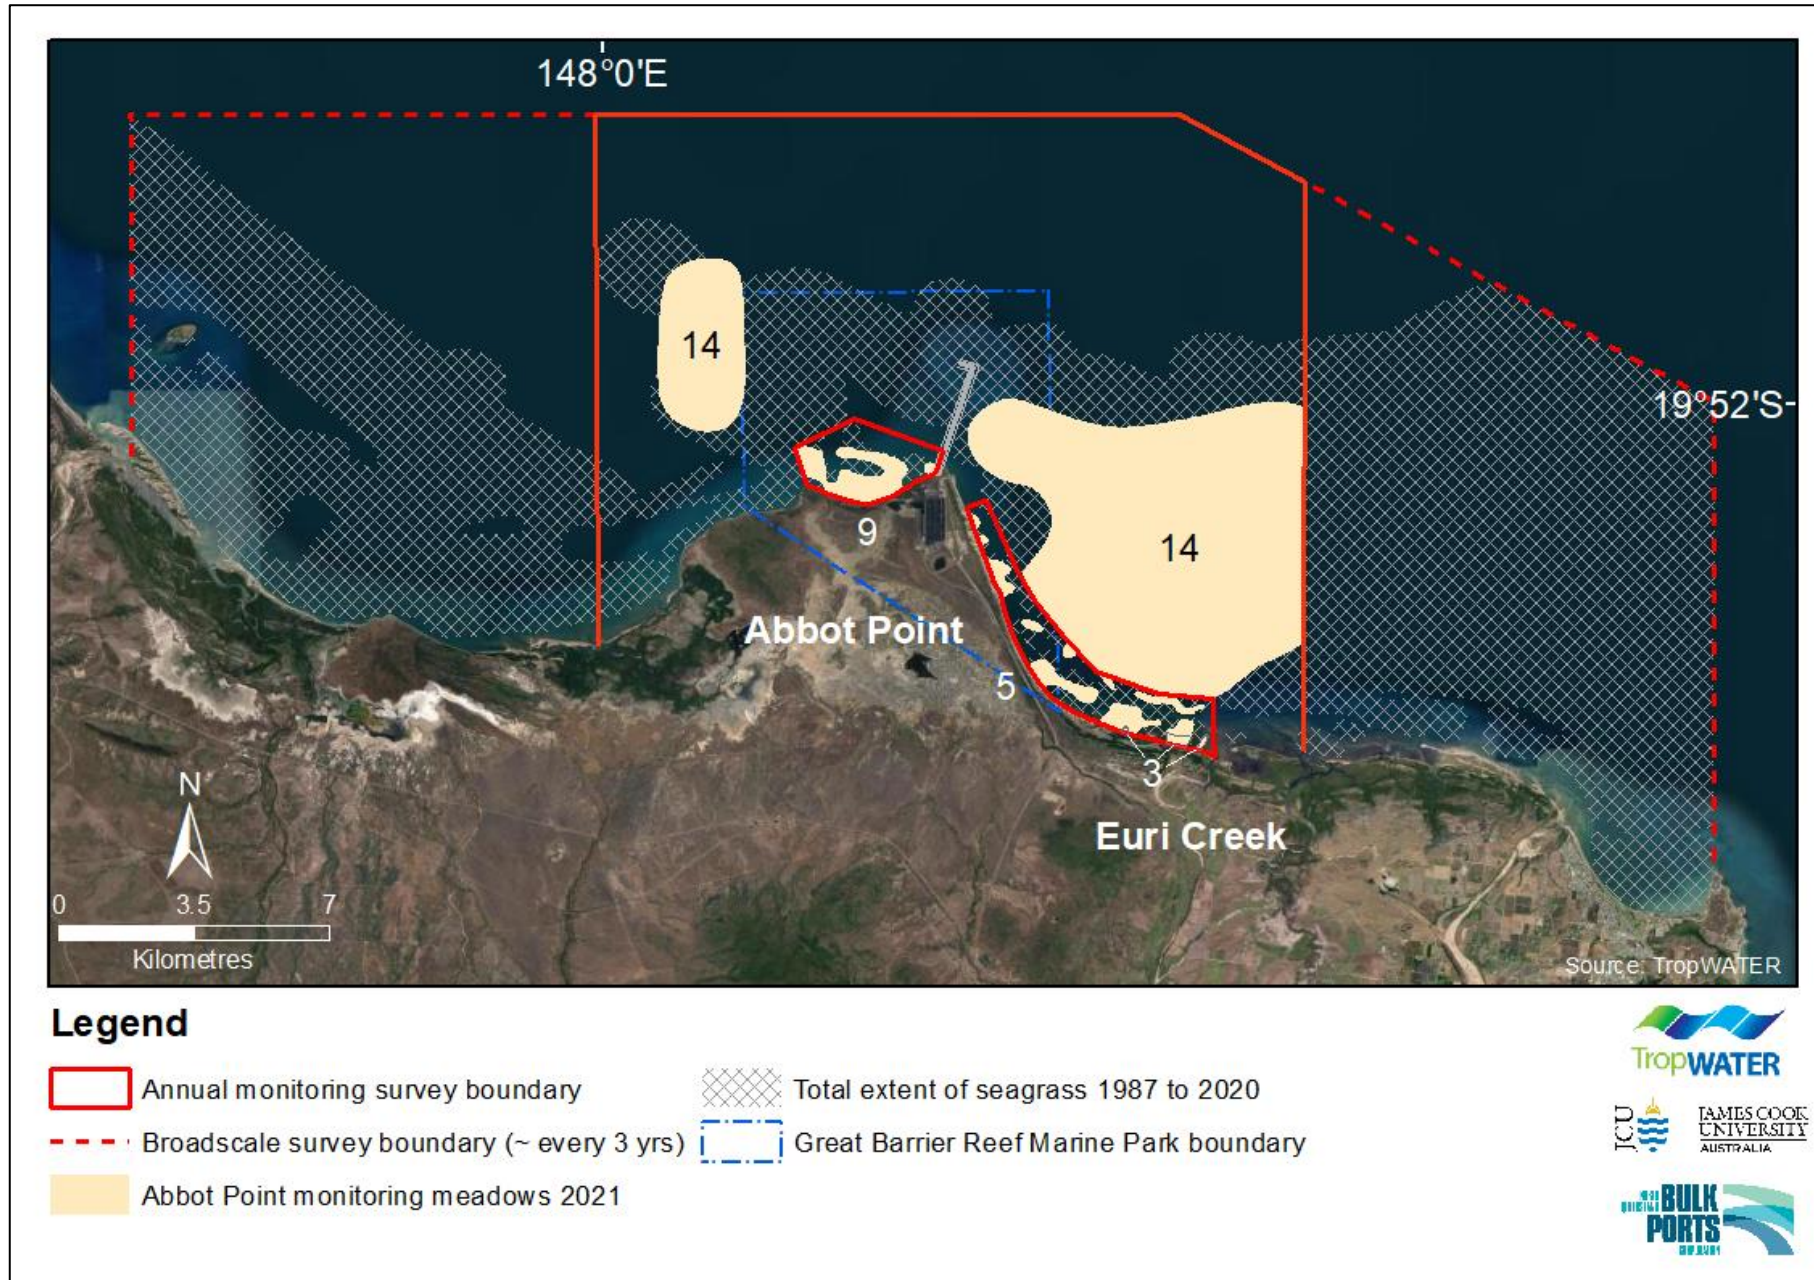 148°0'E
14
19°52'S
9
14
Abbot Point
5
3
Euri Creek
N
0 3.5 7
Kilometres
Source: TropWATER
Legend
Annual monitoring survey boundary
Broadscale survey boundary (~ every 3 yrs)
Abbot Point monitoring meadows 2021
Total extent of seagrass 1987 to 2020
Great Barrier Reef Marine Park boundary
TropWATER
JCU
JAMES COOK
UNIVERSITY
AUSTRALIA
BULK
PORTS